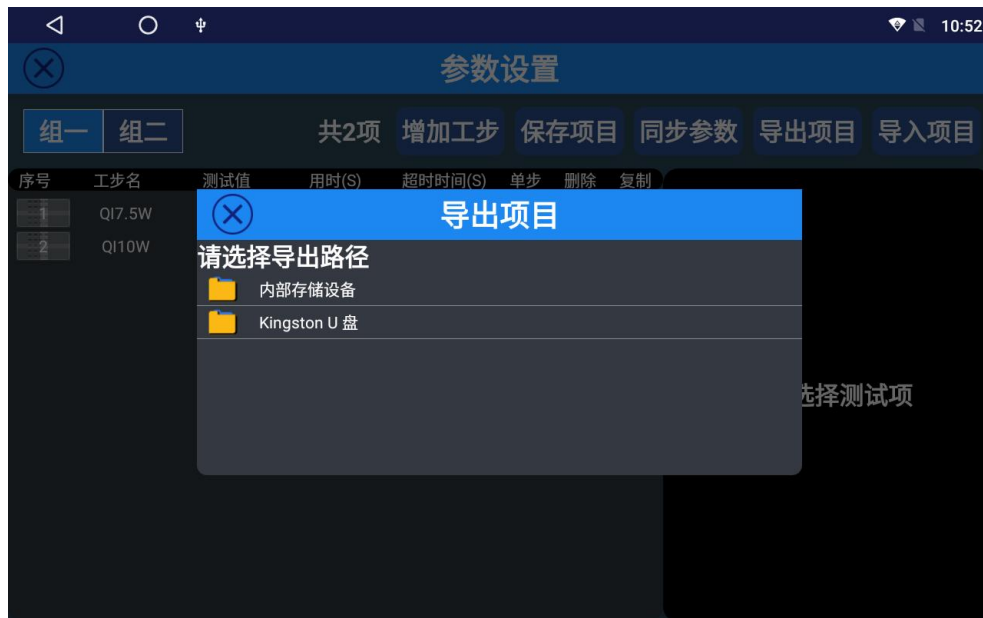 10:52
参数设置
组一 组二 共2项 增加工步 保存项目 同步参数 导出项目 导入项目
序号 工步名 测试值 用时(S) 超时时间(S) 单步 删除 复制
1 QI7.5W
2 QI10W
导出项目
请选择导出路径
内部存储设备
Kingston U 盘
选择测试项